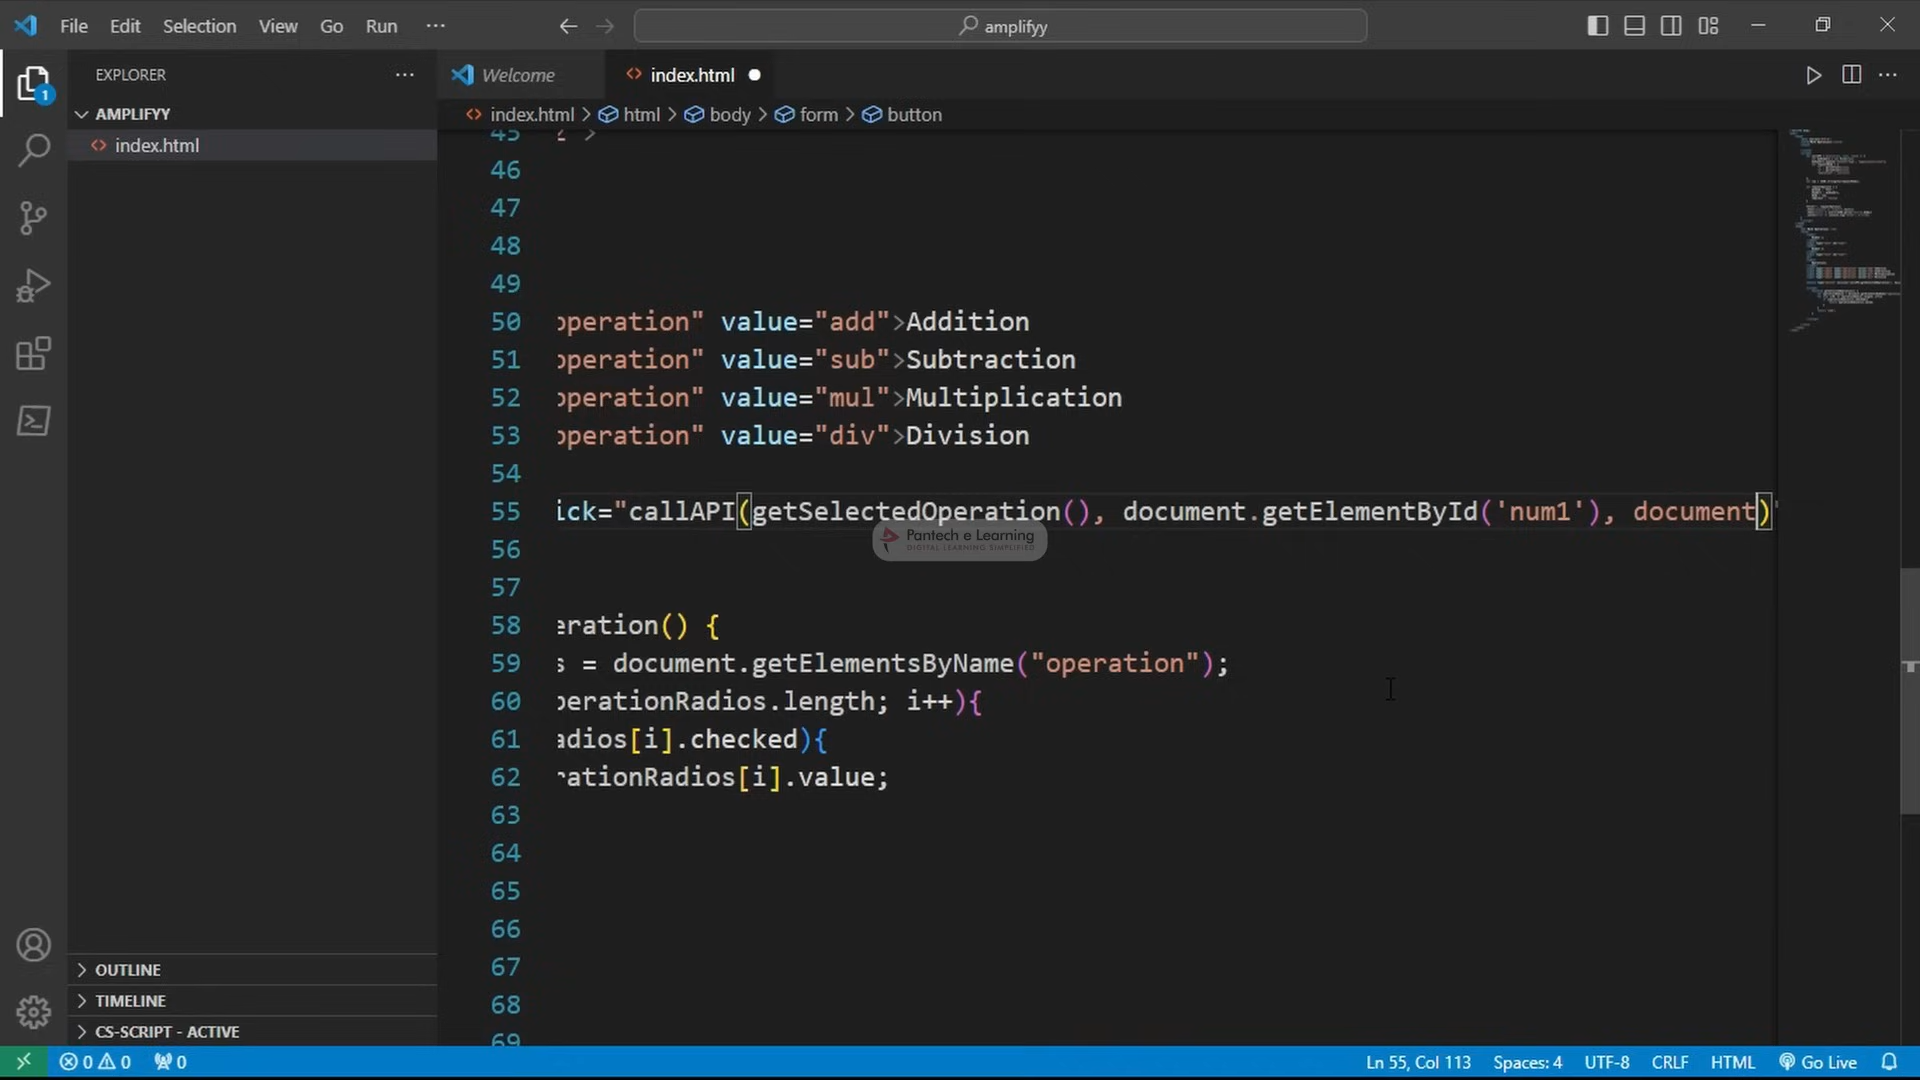 File Edit Selection View Go Run ··· amplifyy
EXPLORER ···
AMPLIFYY
index.html
1
Welcome index.html
index.html > html > body > form > button
45 2">
46
47
48
49
50 operation" value="add">Addition
51 operation" value="sub">Subtraction
52 operation" value="mul">Multiplication
53 operation" value="div">Division
54
55 ick="callAPI(getSelectedOperation(), document.getElementById('num1'), document)"
Pantech e Learning
DIGITAL LEARNING SIMPLIFIED
56
57
58 eration() {
59 s = document.getElementsByName("operation");
60 perationRadios.length; i++){
61 adios[i].checked){
62 rationRadios[i].value;
63
64
65
66
67
68
69
OUTLINE
TIMELINE
CS-SCRIPT - ACTIVE
0 0 0 Ln 55, Col 113 Spaces: 4 UTF-8 CRLF HTML Go Live